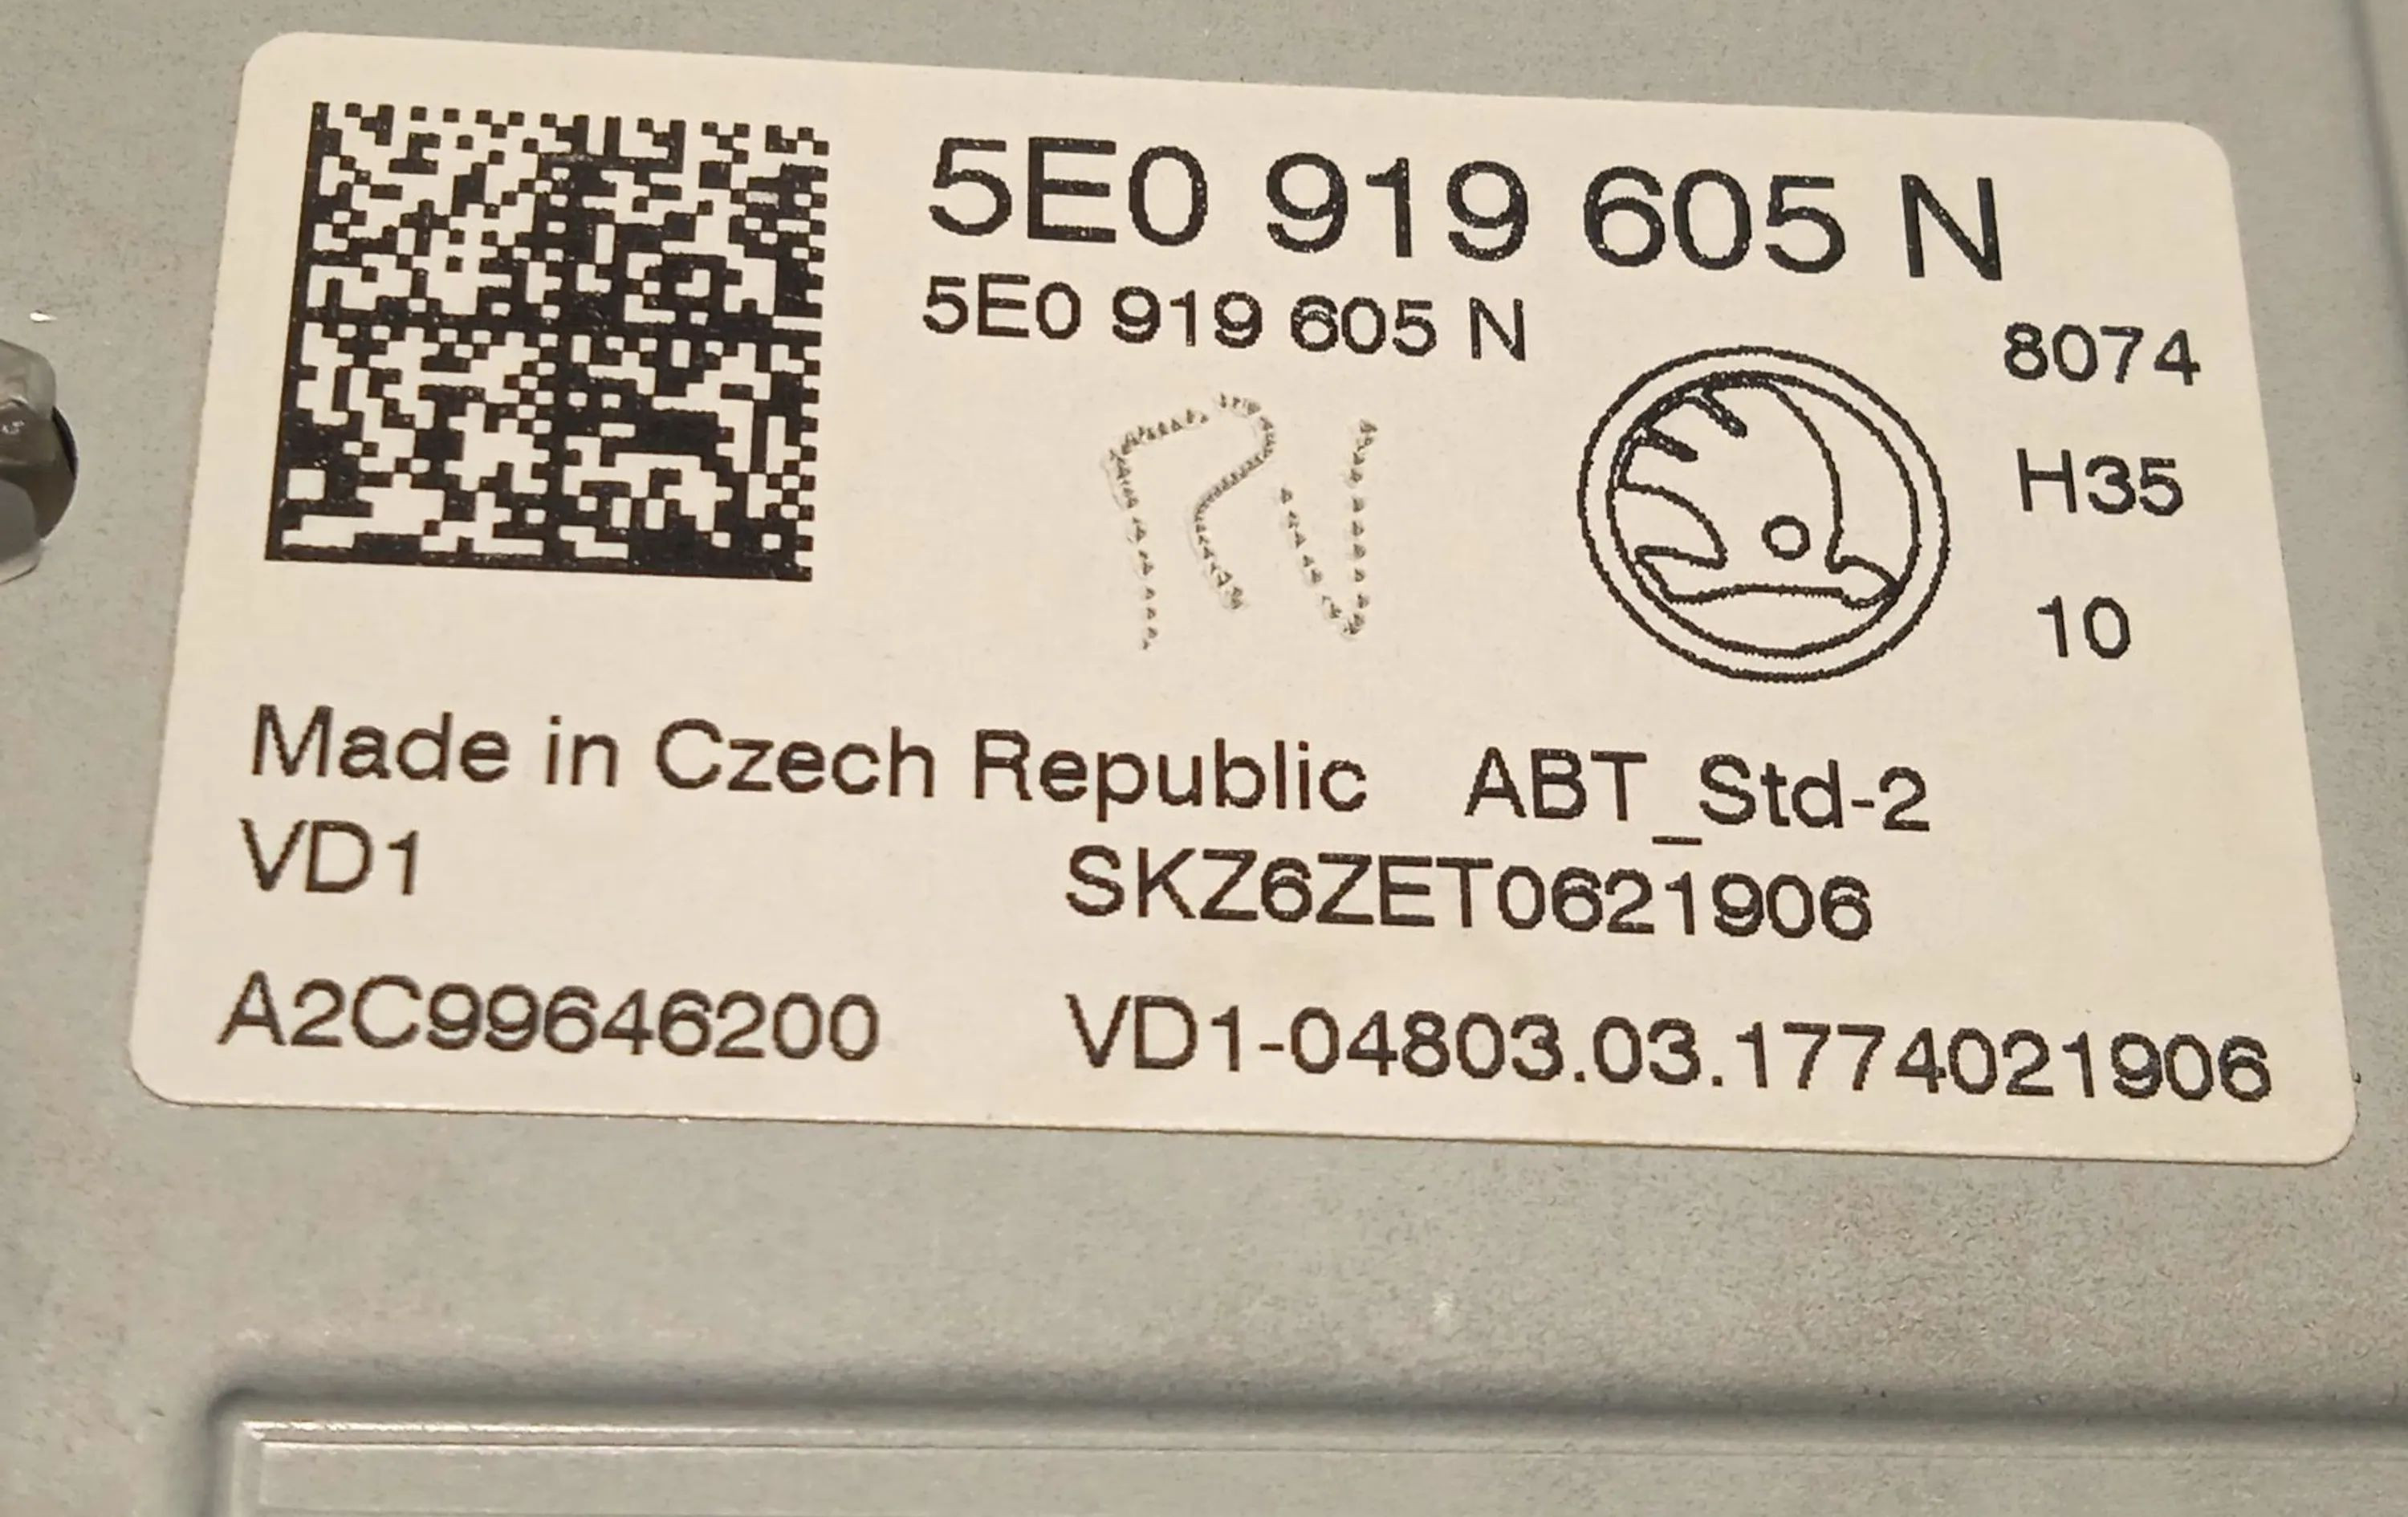 5E0 919 605 N
5E0 919 605 N
8074
H35
10
Made in Czech Republic ABT_Std-2
VD1 SKZ6ZET0621906
A2C99646200 VD1-04803.03.1774021906